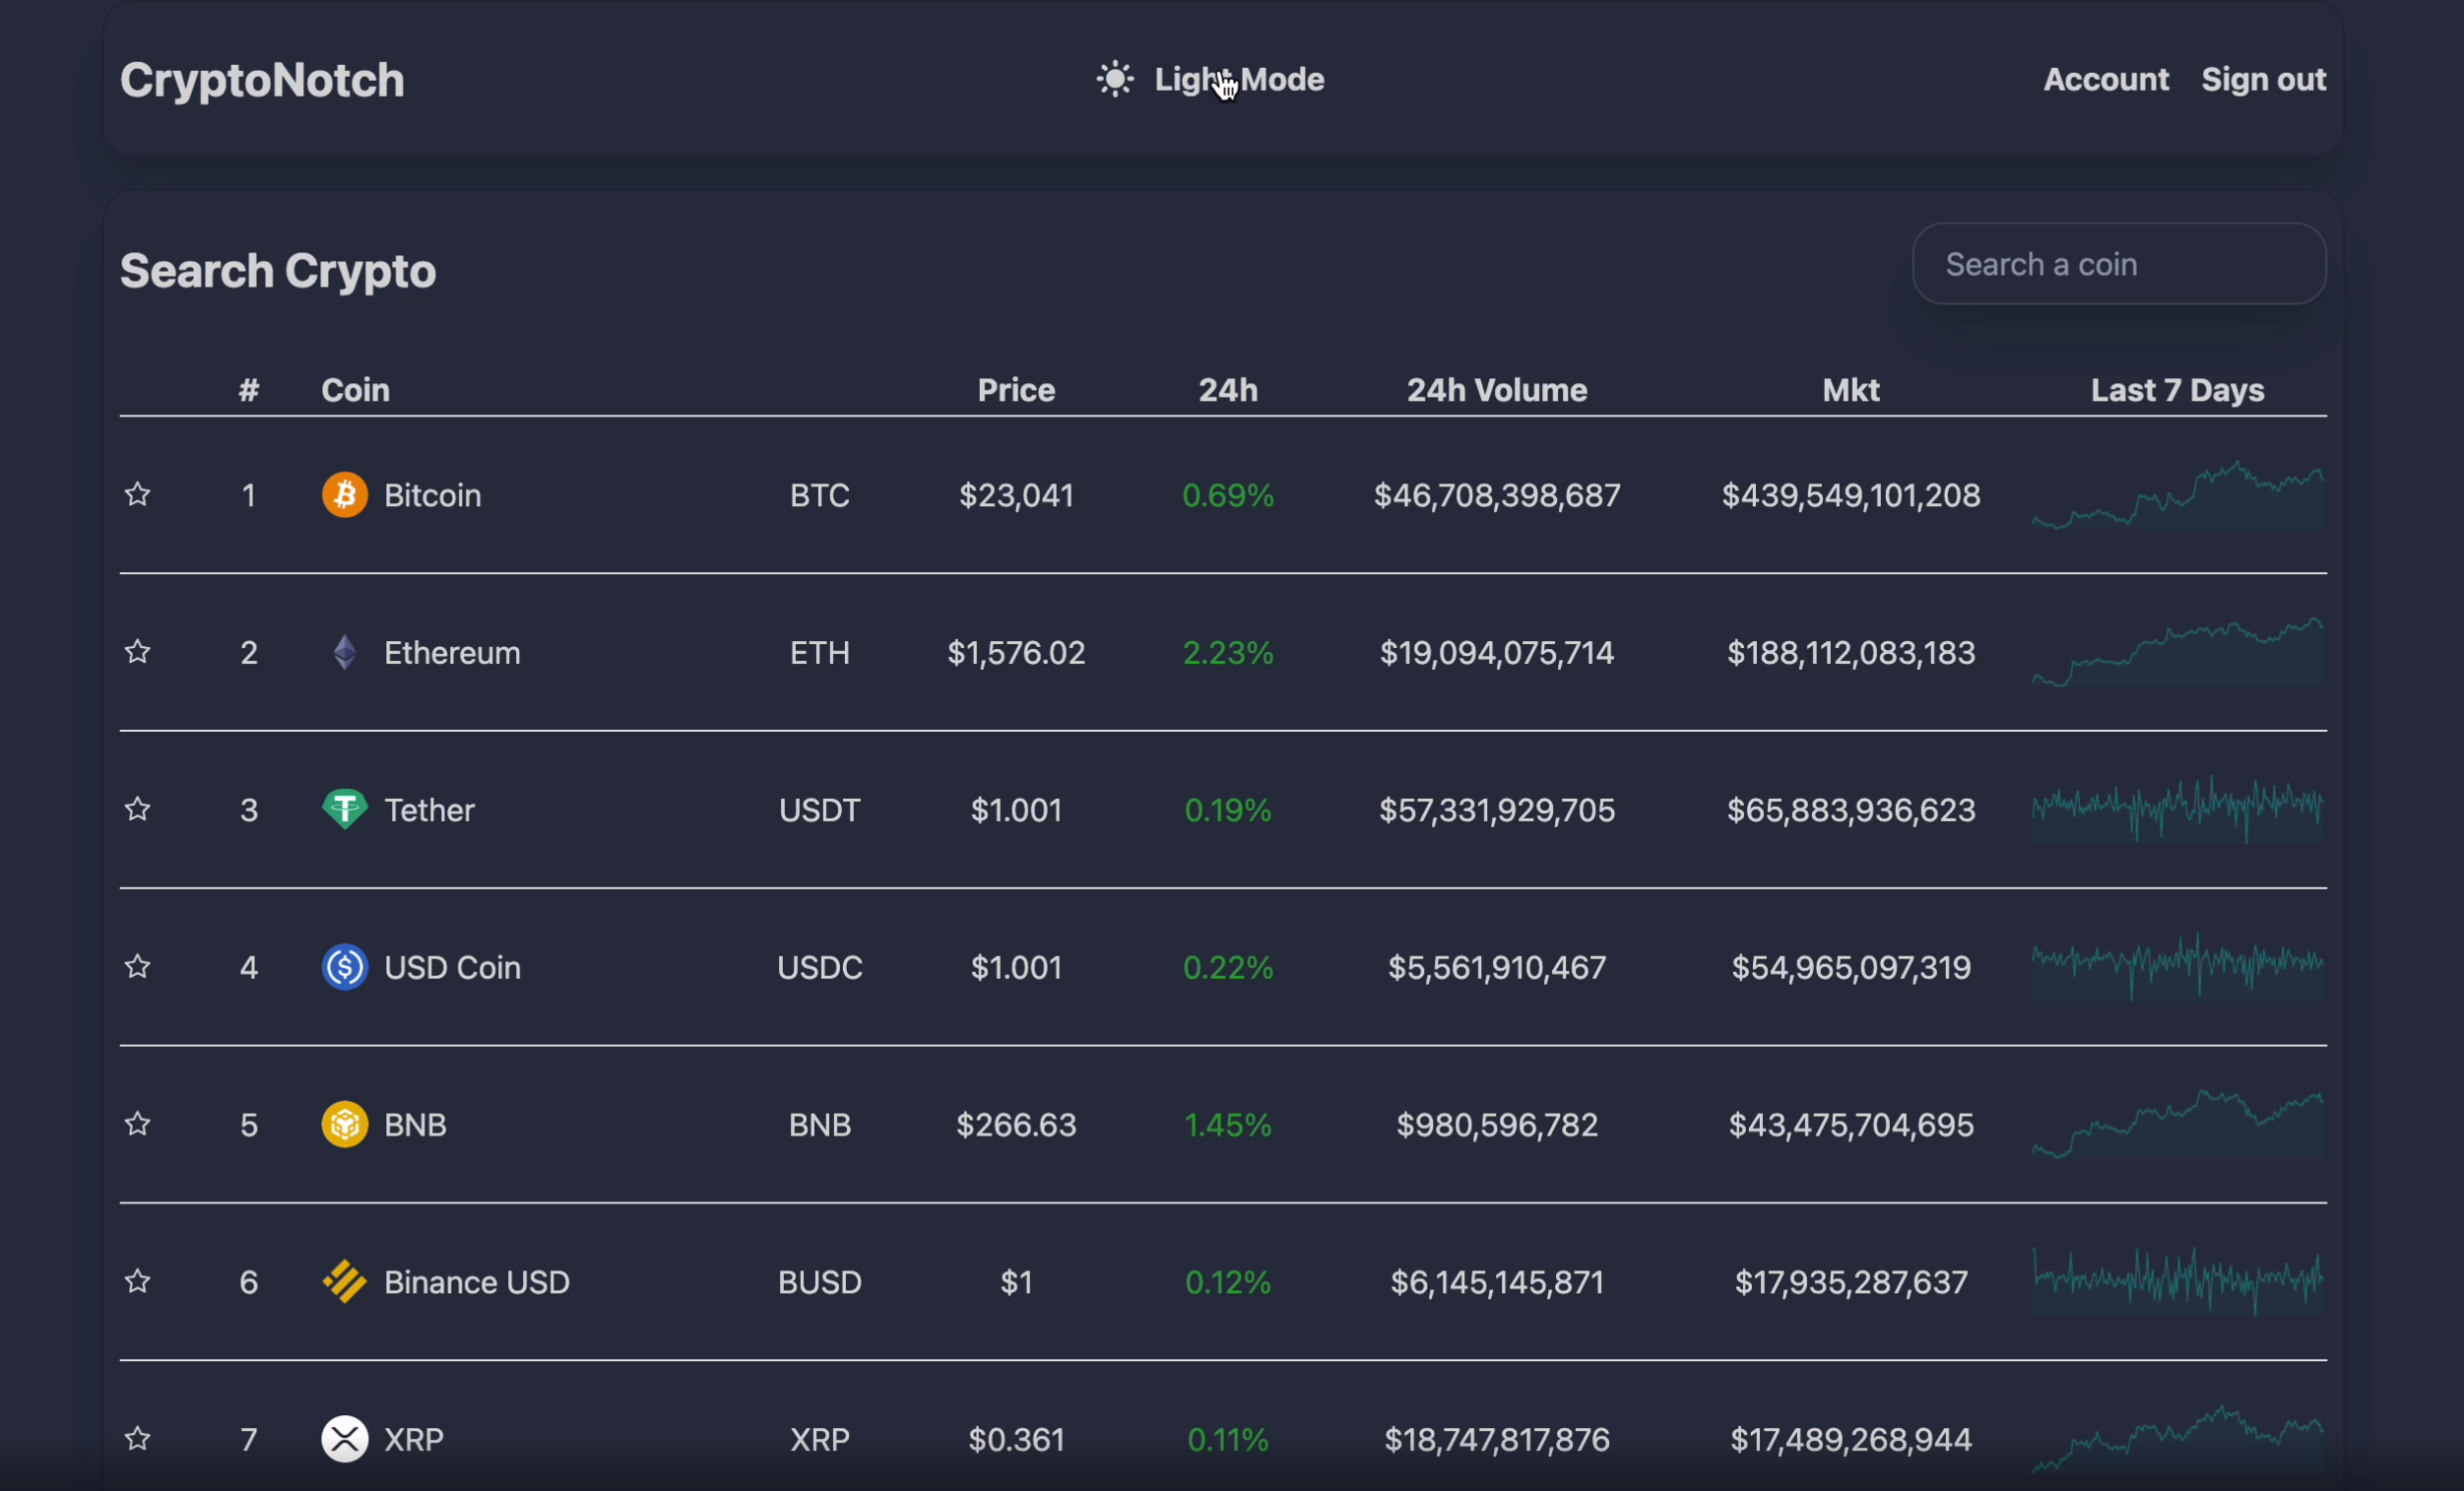 CryptoNotch Light Mode Account Sign out
Search Crypto Search a coin
# Coin Price 24h 24h Volume Mkt Last 7 Days
1 Bitcoin BTC $23,041 0.69% $46,708,398,687 $439,549,101,208
2 Ethereum ETH $1,576.02 2.23% $19,094,075,714 $188,112,083,183
3 Tether USDT $1.001 0.19% $57,331,929,705 $65,883,936,623
4 USD Coin USDC $1.001 0.22% $5,561,910,467 $54,965,097,319
5 BNB BNB $266.63 1.45% $980,596,782 $43,475,704,695
6 Binance USD BUSD $1 0.12% $6,145,145,871 $17,935,287,637
7 XRP XRP $0.361 0.11% $18,747,817,876 $17,489,268,944